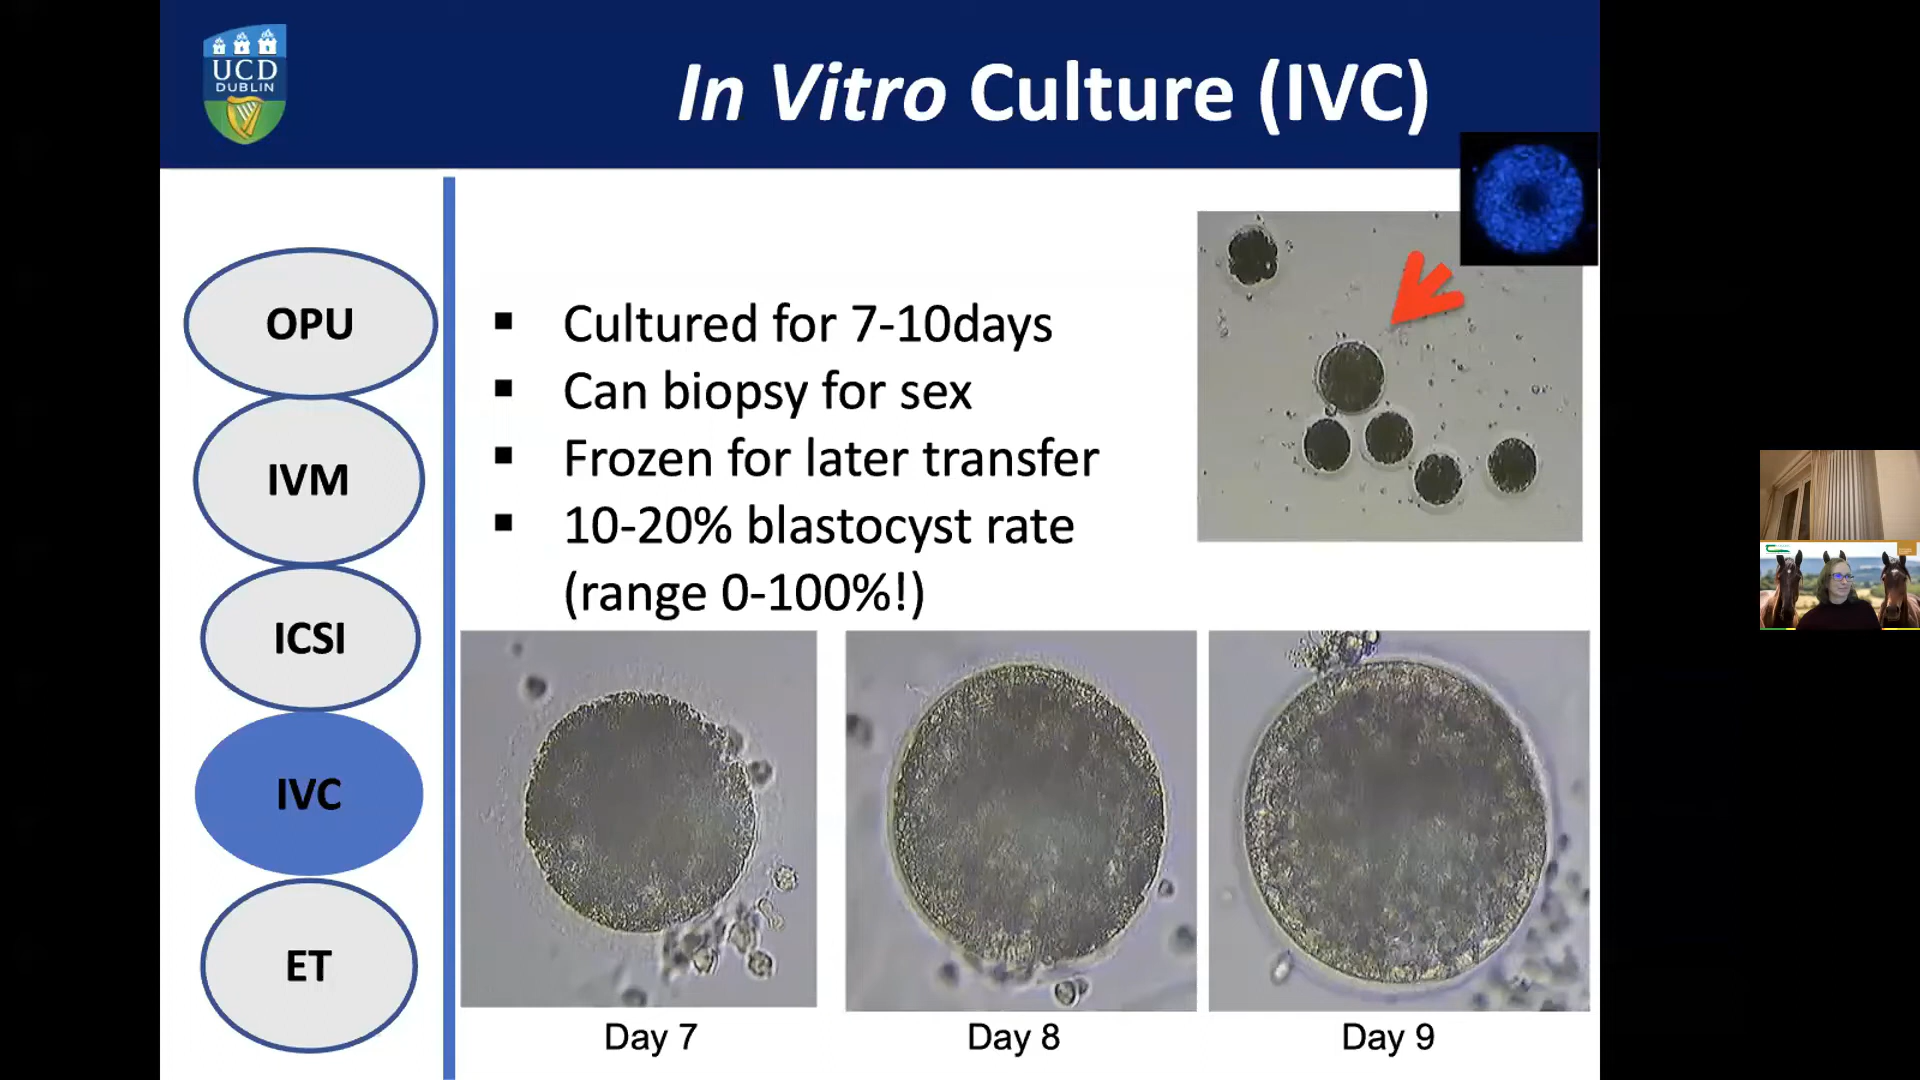 UCD
DUBLIN
In Vitro Culture (IVC)
OPU
IVM
ICSI
IVC
ET
▪ Cultured for 7-10days
▪ Can biopsy for sex
▪ Frozen for later transfer
▪ 10-20% blastocyst rate
(range 0-100%!)
Day 7
Day 8
Day 9